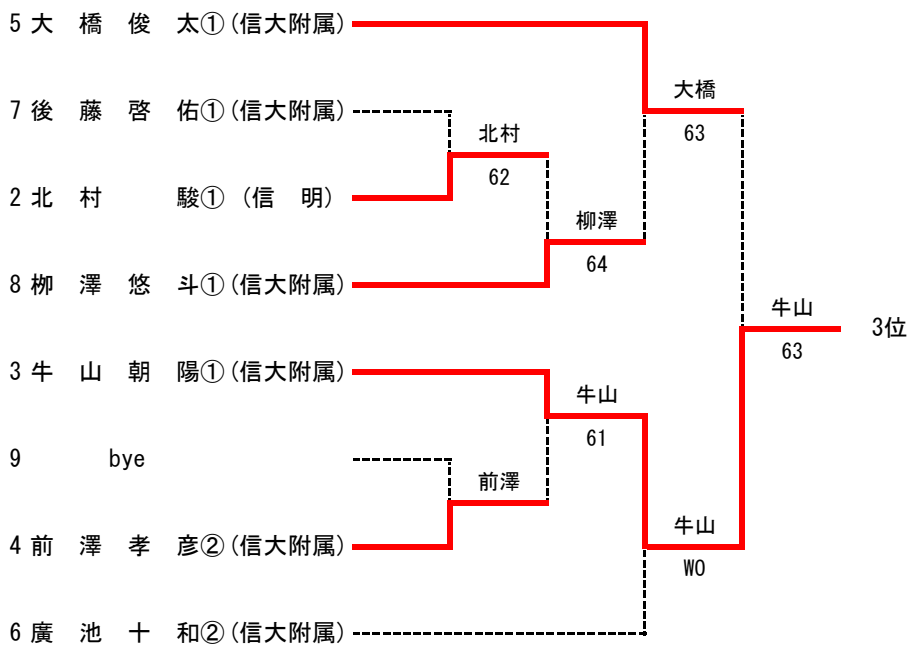 5 大 橋 俊 太①(信大附属)
大橋
7 後 藤 啓 佑①(信大附属)
63
北村
62
2 北 村 駿① (信 明)
柳澤
64
8 栁 澤 悠 斗①(信大附属)
牛山
3位
63
3 牛 山 朝 陽①(信大附属)
牛山
61
9 bye
前澤
4 前 澤 孝 彦②(信大附属)
牛山
WO
6 廣 池 十 和②(信大附属)